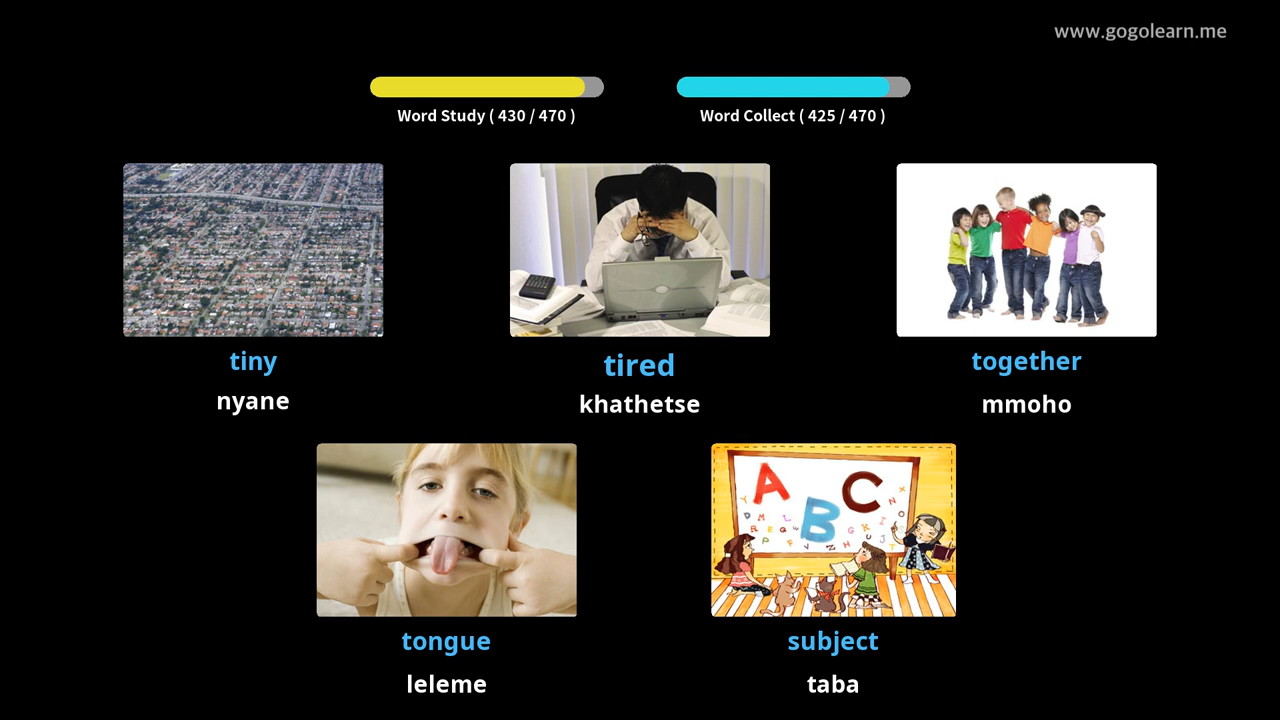 www.gogolearn.me
Word Study ( 430 / 470 )
Word Collect ( 425 / 470 )
tiny
nyane
tired
khathetse
together
mmoho
tongue
leleme
subject
taba
A B C